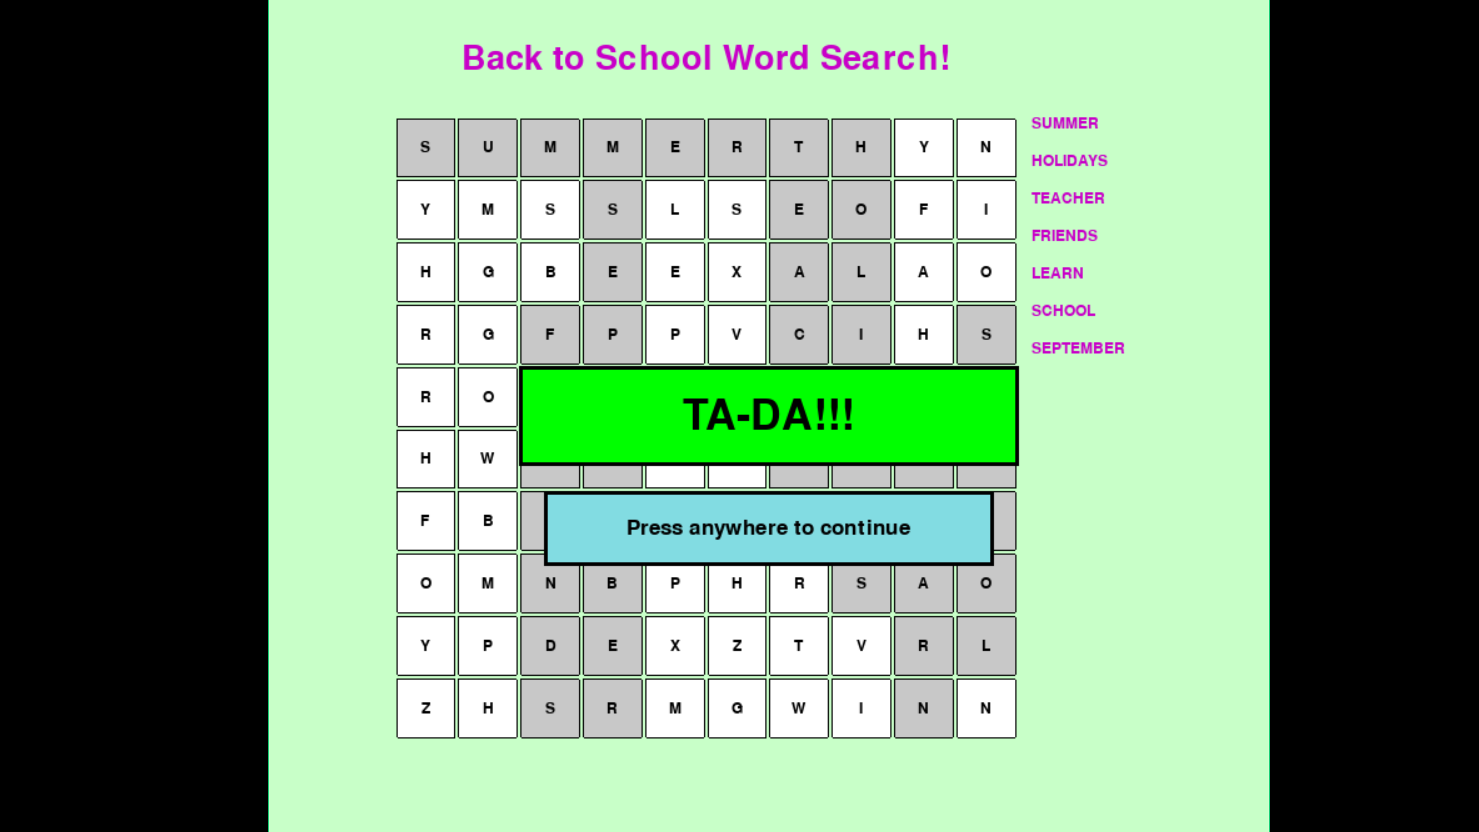 Back to School Word Search!
S U M M E R T H Y N
Y M S S L S E O F I
H G B E E X A L A O
R G F P P V C I H S
R O
H W
F B
O M N B P H R S A O
Y P D E X Z T V R L
Z H S R M G W I N N
SUMMER
HOLIDAYS
TEACHER
FRIENDS
LEARN
SCHOOL
SEPTEMBER
TA-DA!!!
Press anywhere to continue